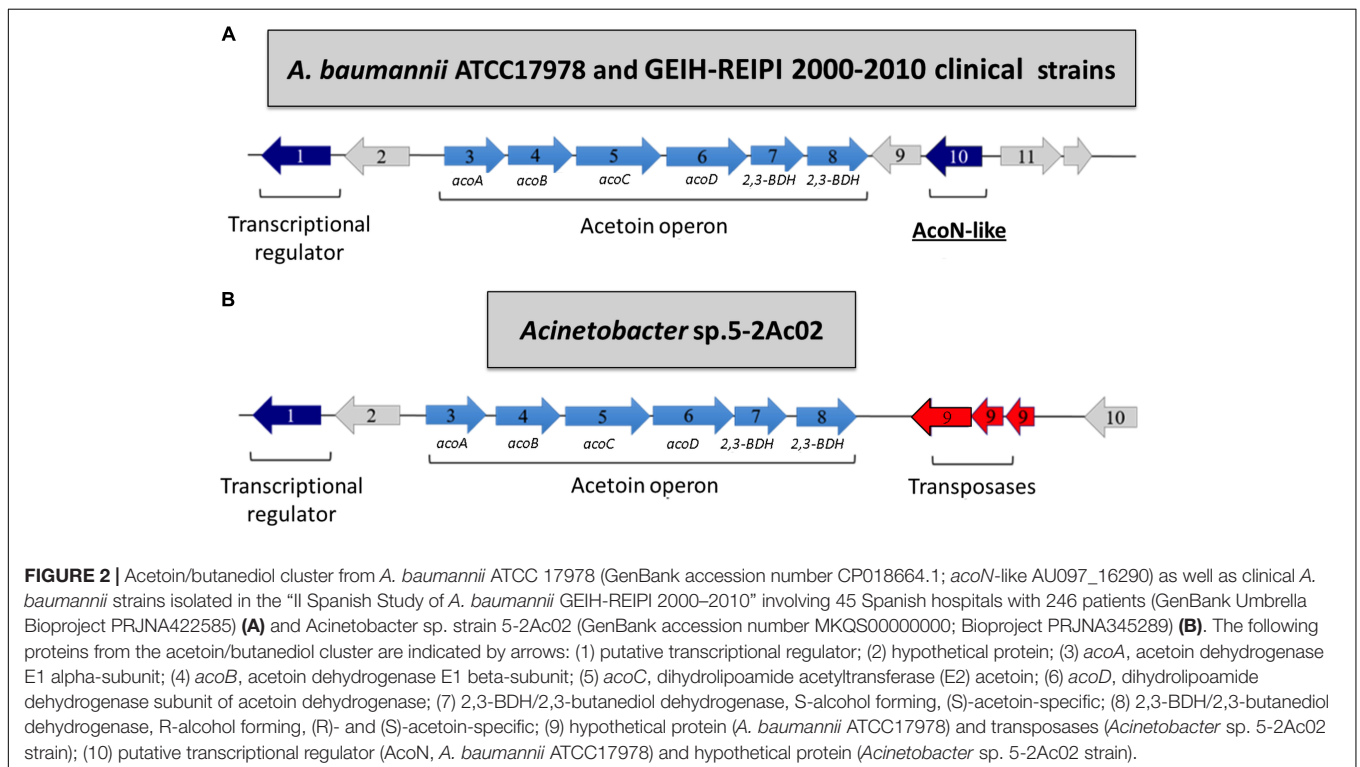 A
A. baumannii ATCC17978 and GEIH-REIPI 2000-2010 clinical strains
1 2 3 4 5 6 7 8 9 10 11
acoA acoB acoC acoD 2,3-BDH 2,3-BDH
Transcriptional
regulator
Acetoin operon
AcoN-like
B
Acinetobacter sp.5-2Ac02
1 2 3 4 5 6 7 8 9 9 9 10
acoA acoB acoC acoD 2,3-BDH 2,3-BDH
Transcriptional
regulator
Acetoin operon
Transposases
FIGURE 2 | Acetoin/butanediol cluster from A. baumannii ATCC 17978 (GenBank accession number CP018664.1; acoN-like AU097_16290) as well as clinical A.
baumannii strains isolated in the “II Spanish Study of A. baumannii GEIH-REIPI 2000–2010” involving 45 Spanish hospitals with 246 patients (GenBank Umbrella
Bioproject PRJNA422585) (A) and Acinetobacter sp. strain 5-2Ac02 (GenBank accession number MKQS00000000; Bioproject PRJNA345289) (B). The following
proteins from the acetoin/butanediol cluster are indicated by arrows: (1) putative transcriptional regulator; (2) hypothetical protein; (3) acoA, acetoin dehydrogenase
E1 alpha-subunit; (4) acoB, acetoin dehydrogenase E1 beta-subunit; (5) acoC, dihydrolipoamide acetyltransferase (E2) acetoin; (6) acoD, dihydrolipoamide
dehydrogenase subunit of acetoin dehydrogenase; (7) 2,3-BDH/2,3-butanediol dehydrogenase, S-alcohol forming, (S)-acetoin-specific; (8) 2,3-BDH/2,3-butanediol
dehydrogenase, R-alcohol forming, (R)- and (S)-acetoin-specific; (9) hypothetical protein (A. baumannii ATCC17978) and transposases (Acinetobacter sp. 5-2Ac02
strain); (10) putative transcriptional regulator (AcoN, A. baumannii ATCC17978) and hypothetical protein (Acinetobacter sp. 5-2Ac02 strain).